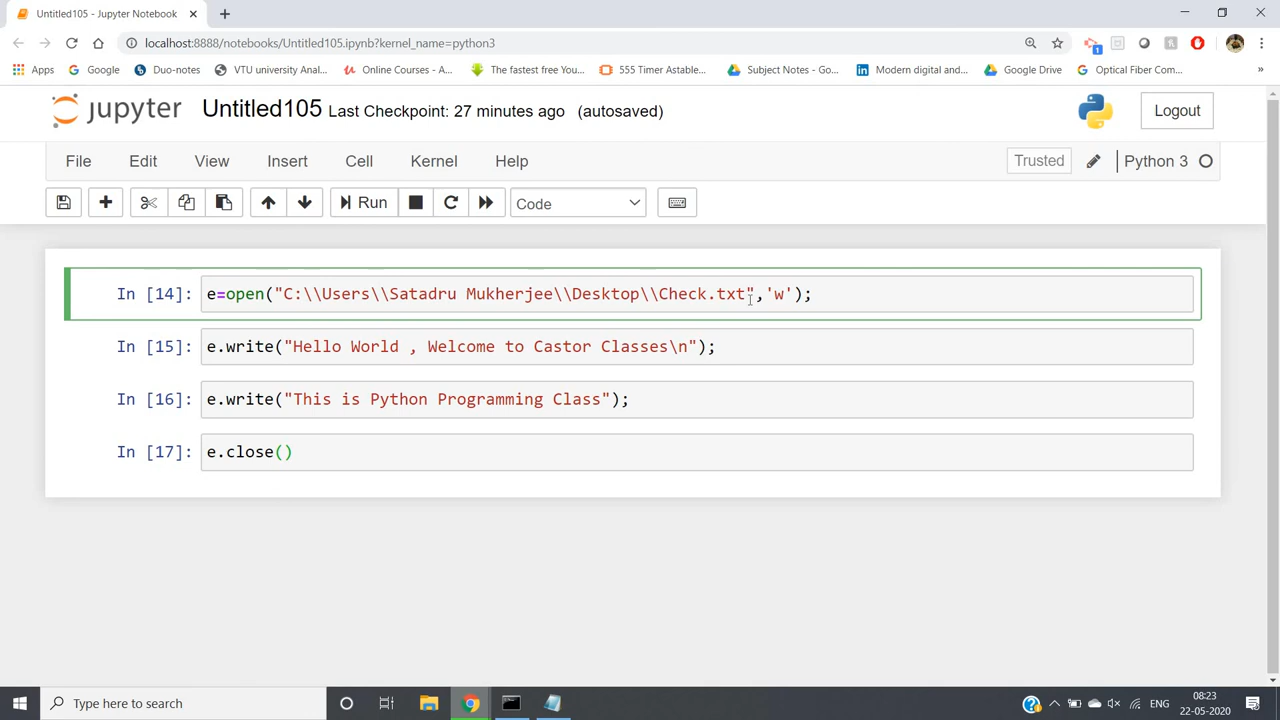 Untitled105 - Jupyter Notebook
localhost:8888/notebooks/Untitled105.ipynb?kernel_name=python3
1
Apps Google Duo-notes VTU university Anal... Online Courses - A... The fastest free You... 555 Timer Astable... Subject Notes - Go... Modern digital and... Google Drive Optical Fiber Com... »
jupyter Untitled105 Last Checkpoint: 27 minutes ago (autosaved) Logout
File Edit View Insert Cell Kernel Help Trusted Python 3
Run Code
In [14]: e=open("C:\\Users\\Satadru Mukherjee\\Desktop\\Check.txt",'w');
In [15]: e.write("Hello World , Welcome to Castor Classes\n");
In [16]: e.write("This is Python Programming Class");
In [17]: e.close()
Type here to search
ENG
08:23
22-05-2020